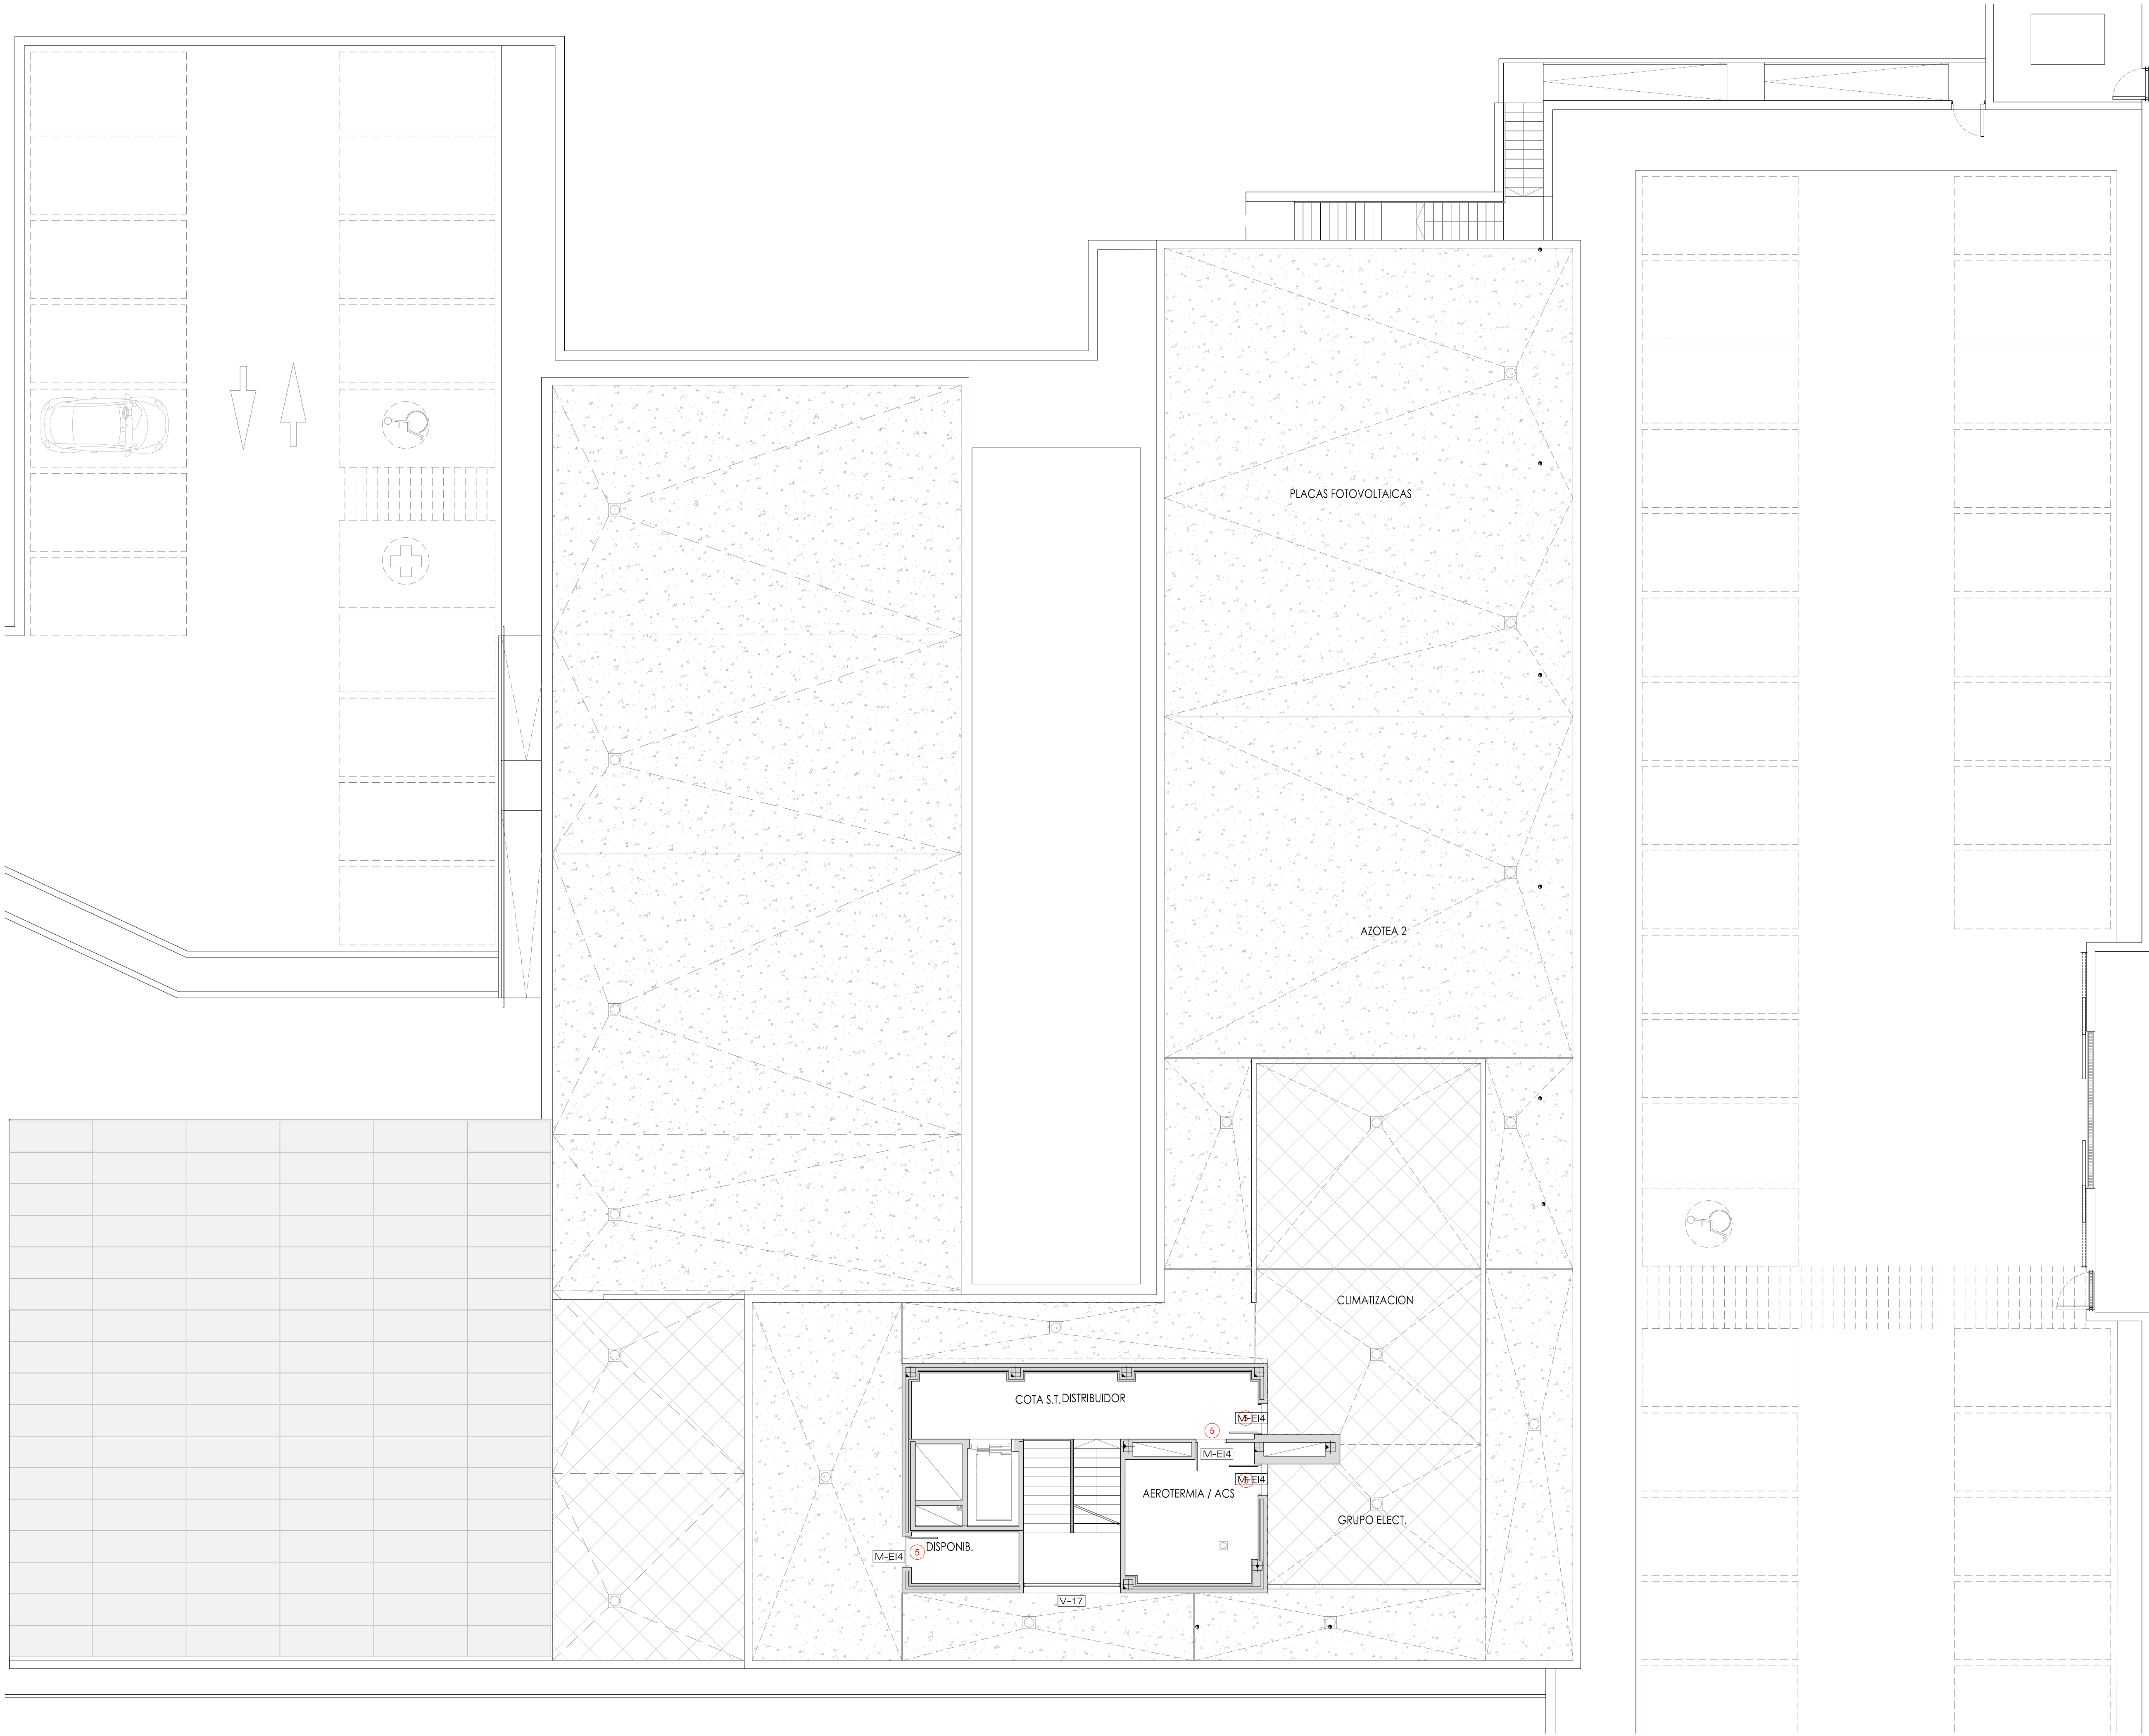 PLACAS FOTOVOLTAICAS
AZOTEA 2
CLIMATIZACION
COTA S.T. DISTRIBUIDOR
M-EI4
5
M-EI4
M-EI4
AEROTERMIA / ACS
GRUPO ELECT.
DISPONIB.
M-EI4
5
V-17